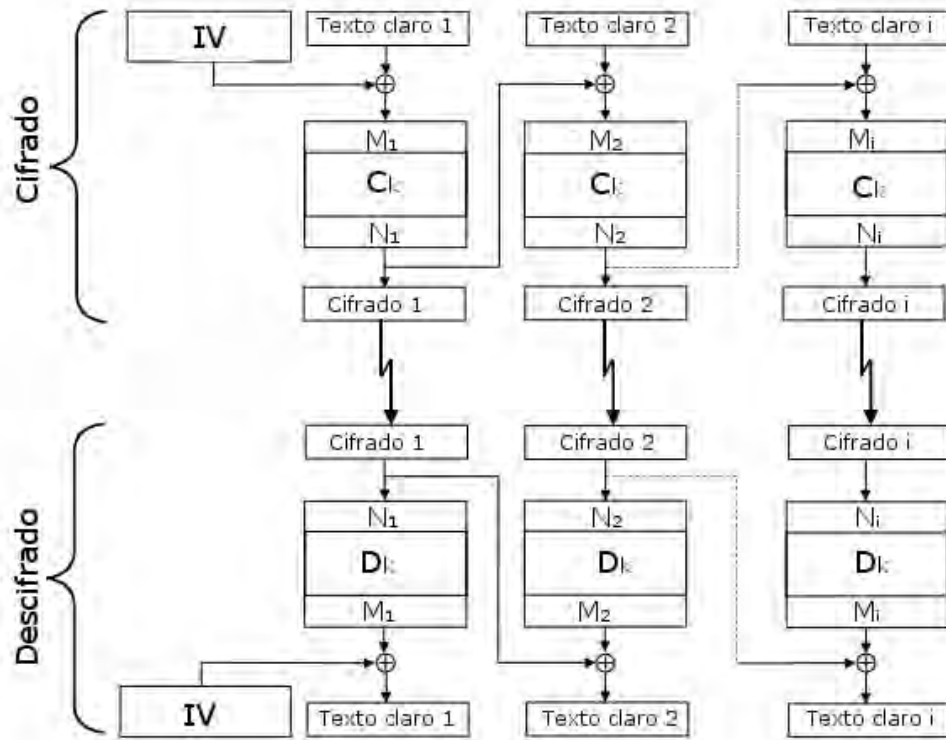 IV
Texto claro 1
Texto claro 2
Texto claro i
Cifrado
M₁
M₂
Mᵢ
Cₖ
Cₖ
Cₖ
N₁
N₂
Nᵢ
Cifrado 1
Cifrado 2
Cifrado i
Descifrado
Cifrado 1
Cifrado 2
Cifrado i
N₁
N₂
Nᵢ
Dₖ
Dₖ
Dₖ
M₁
M₂
Mᵢ
IV
Texto claro 1
Texto claro 2
Texto claro i